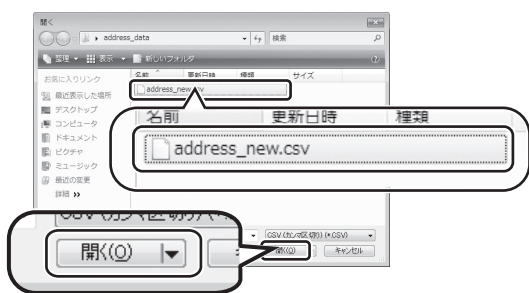 開く
address_data
検索
整理 表示 新しいフォルダ
お気に入りリンク
名前 更新日時 種類 サイズ
最近表示した場所
address_new.csv
デスクトップ
コンピュータ
ドキュメント
ピクチャ
ミュージック
最近の変更
詳細 »
名前 更新日時 種類
address_new.csv
CSV (カンマ区切り) (*.CSV)
開く(O) キャンセル
開く(O)